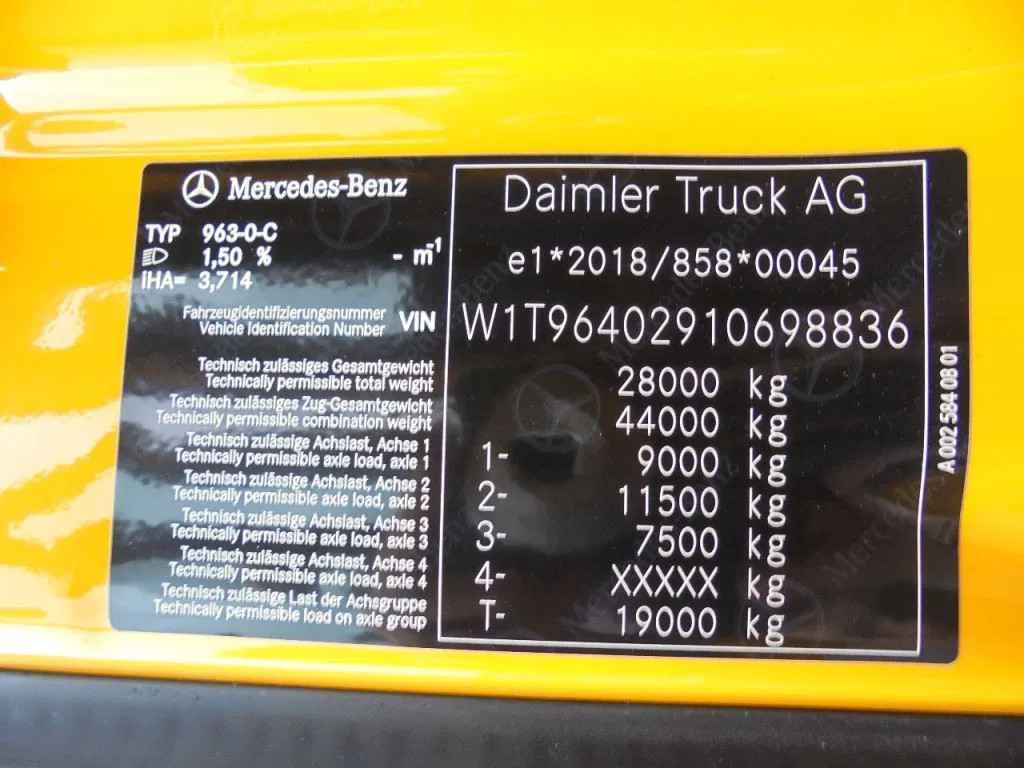 Mercedes-Benz
TYP 963-0-C
1,50 % - m⁻¹
IHA= 3,714
Fahrzeugidentifizierungsnummer
Vehicle Identification Number VIN
Technisch zulässiges Gesamtgewicht
Technically permissible total weight
Technisch zulässiges Zug-Gesamtgewicht
Technically permissible combination weight
Technisch zulässige Achslast, Achse 1
Technically permissible axle load, axle 1
Technisch zulässige Achslast, Achse 2
Technically permissible axle load, axle 2
Technisch zulässige Achslast, Achse 3
Technically permissible axle load, axle 3
Technisch zulässige Achslast, Achse 4
Technically permissible axle load, axle 4
Technisch zulässige Last der Achsgruppe
Technically permissible load on axle group
Daimler Truck AG
e1*2018/858*00045
W1T96402910698836
28000 kg
44000 kg
1- 9000 kg
2- 11500 kg
3- 7500 kg
4- XXXXX kg
T- 19000 kg
A 002 584 08 01